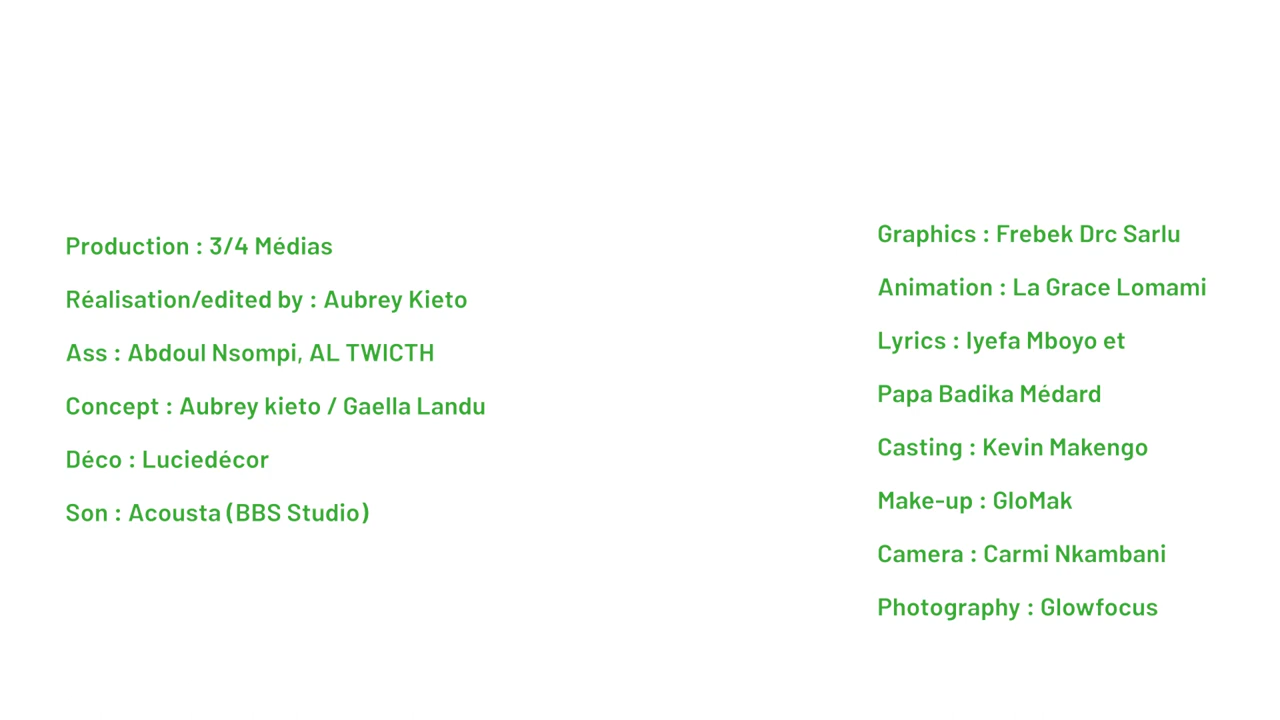 Production : 3/4 Médias
Réalisation/edited by : Aubrey Kieto
Ass : Abdoul Nsompi, AL TWICTH
Concept : Aubrey kieto / Gaella Landu
Déco : Luciedécor
Son : Acousta (BBS Studio)
Graphics : Frebek Drc Sarlu
Animation : La Grace Lomami
Lyrics : Iyefa Mboyo et
Papa Badika Médard
Casting : Kevin Makengo
Make-up : GloMak
Camera : Carmi Nkambani
Photography : Glowfocus